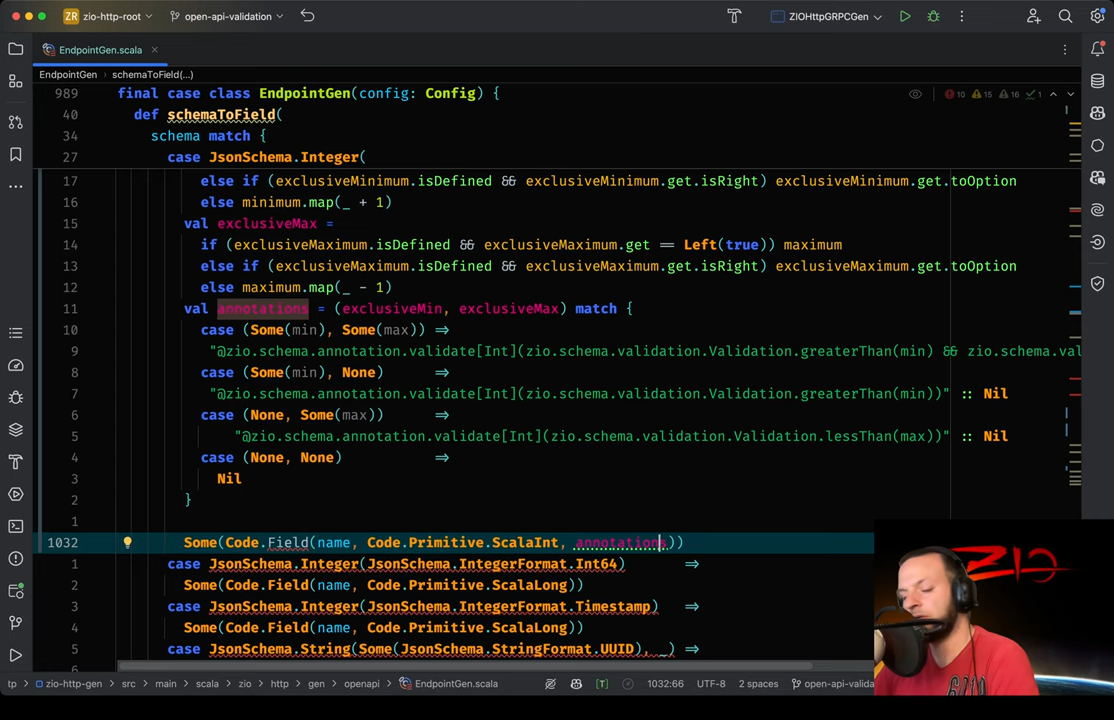 ZR zio-http-root open-api-validation ZIOHttpGRPCGen
EndpointGen.scala
EndpointGen schemaToField(...)
989 final case class EndpointGen(config: Config) { 10 15 16 1
40 def schemaToField(
34 schema match {
27 case JsonSchema.Integer(
17 else if (exclusiveMinimum.isDefined && exclusiveMinimum.get.isRight) exclusiveMinimum.get.toOption
16 else minimum.map(_ + 1)
15 val exclusiveMax =
14 if (exclusiveMaximum.isDefined && exclusiveMaximum.get == Left(true)) maximum
13 else if (exclusiveMaximum.isDefined && exclusiveMaximum.get.isRight) exclusiveMaximum.get.toOption
12 else maximum.map(_ - 1)
11 val annotations = (exclusiveMin, exclusiveMax) match {
10 case (Some(min), Some(max)) =>
9 "@zio.schema.annotation.validate[Int](zio.schema.validation.Validation.greaterThan(min) && zio.schema.val
8 case (Some(min), None) =>
7 "@zio.schema.annotation.validate[Int](zio.schema.validation.Validation.greaterThan(min))" :: Nil
6 case (None, Some(max)) =>
5 "@zio.schema.annotation.validate[Int](zio.schema.validation.Validation.lessThan(max))" :: Nil
4 case (None, None) =>
3 Nil
2 }
1
1032 Some(Code.Field(name, Code.Primitive.ScalaInt, annotations))
1 case JsonSchema.Integer(JsonSchema.IntegerFormat.Int64) =>
2 Some(Code.Field(name, Code.Primitive.ScalaLong))
3 case JsonSchema.Integer(JsonSchema.IntegerFormat.Timestamp) =>
4 Some(Code.Field(name, Code.Primitive.ScalaLong))
5 case JsonSchema.String(Some(JsonSchema.StringFormat.UUID), _) =>
6
tp zio-http-gen src main scala zio http gen openapi EndpointGen.scala 1032:66 UTF-8 2 spaces open-api-valida
ZIO